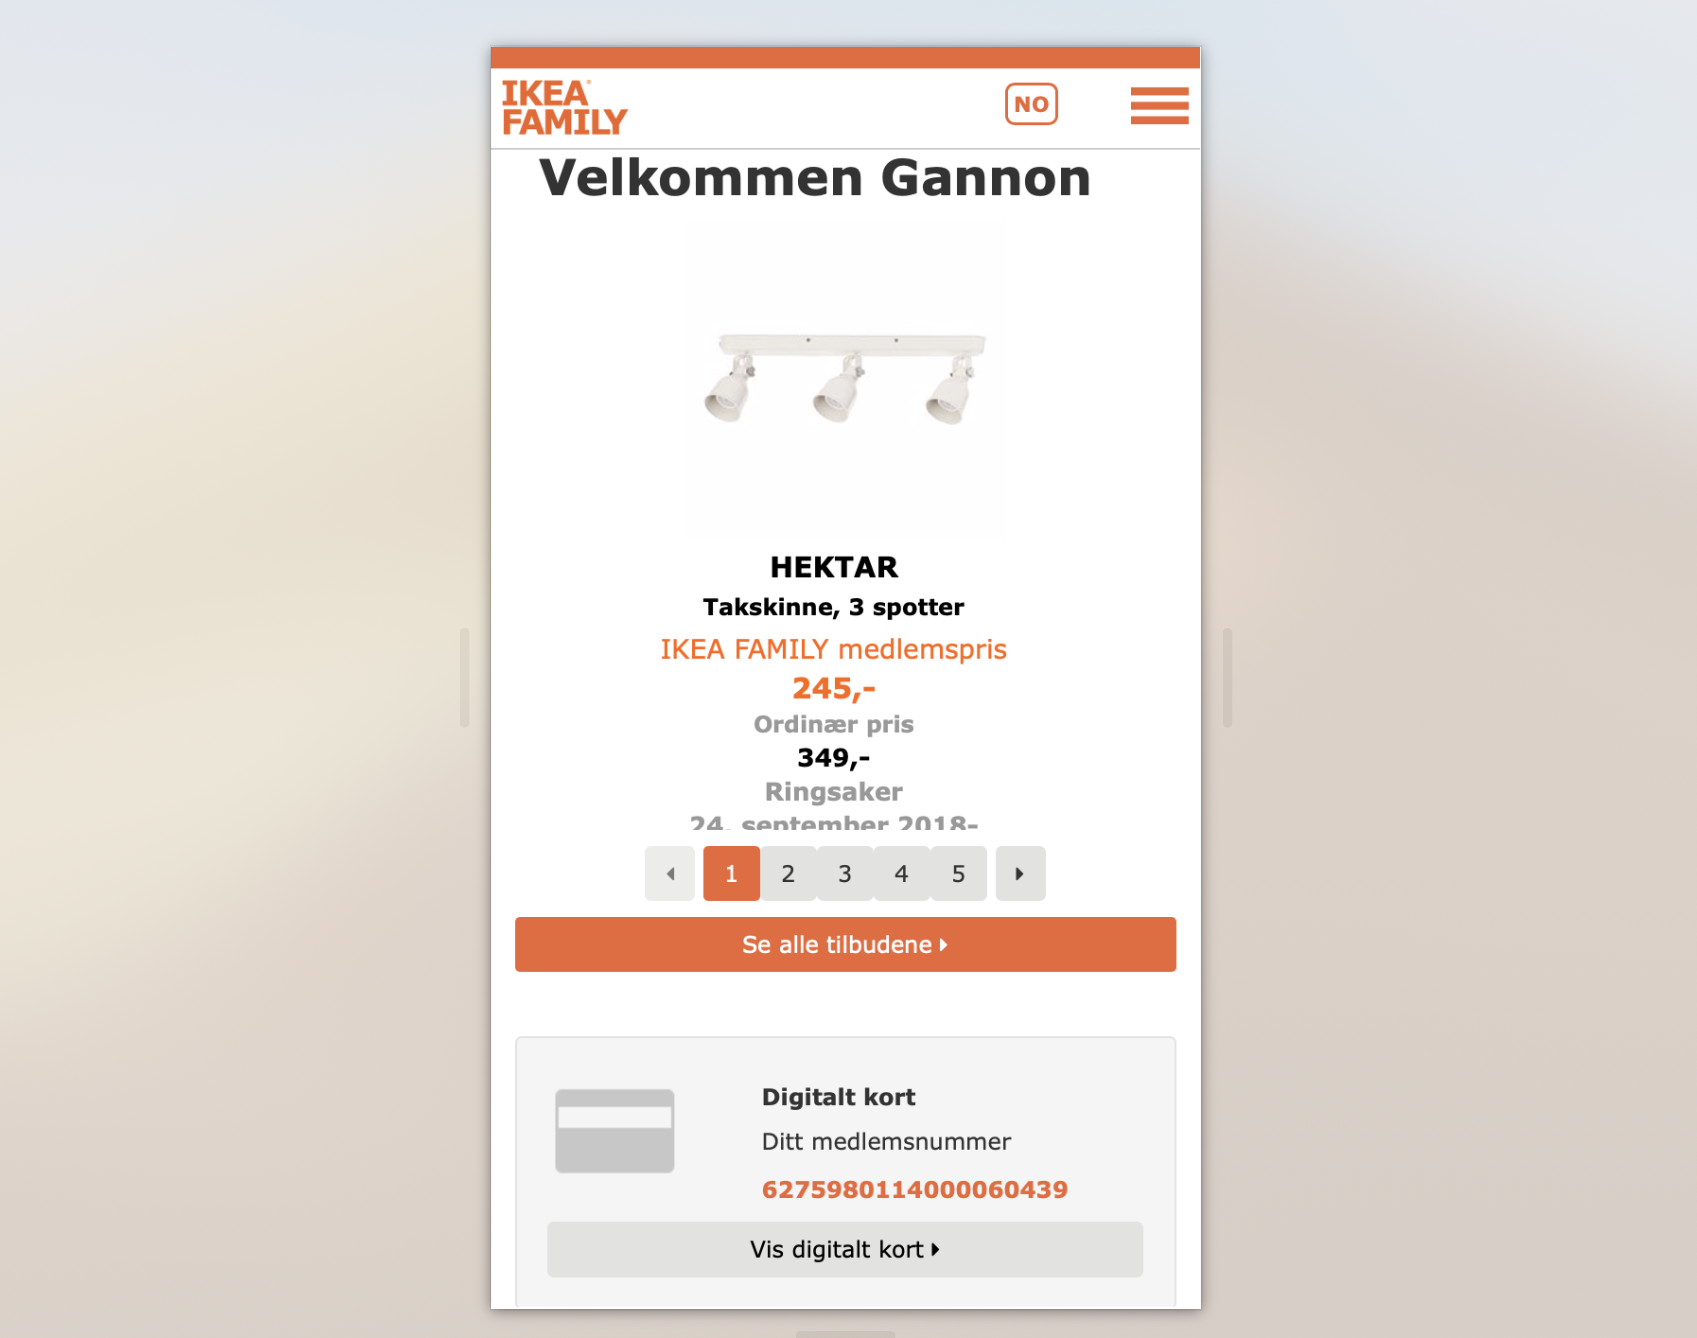 IKEA
FAMILY
NO
Velkommen Gannon
HEKTAR
Takskinne, 3 spotter
IKEA FAMILY medlemspris
245,-
Ordinær pris
349,-
Ringsaker
24. september 2018-
1 2 3 4 5
Se alle tilbudene
Digitalt kort
Ditt medlemsnummer
6275980114000060439
Vis digitalt kort